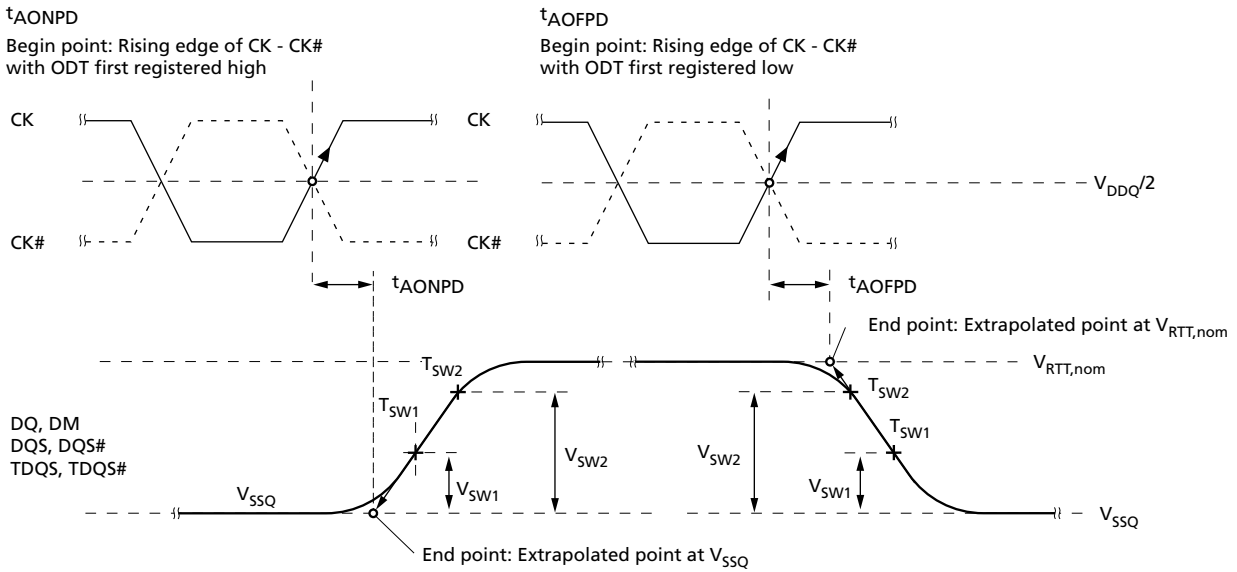 tAONPD
Begin point: Rising edge of CK - CK#
with ODT first registered high
tAOFPD
Begin point: Rising edge of CK - CK#
with ODT first registered low
CK
CK
VDDQ/2
CK#
CK#
tAONPD
tAOFPD
End point: Extrapolated point at VRTT,nom
TSW2
VRTT,nom
TSW2
TSW1
TSW1
DQ, DM
DQS, DQS#
TDQS, TDQS#
VSW2
VSW2
VSW1
VSW1
VSSQ
VSSQ
End point: Extrapolated point at VSSQ